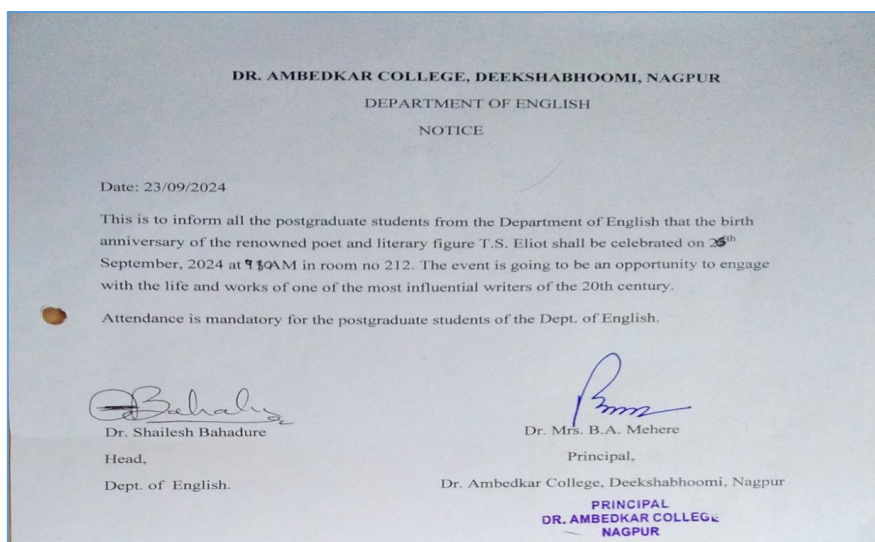 DR. AMBEDKAR COLLEGE, DEEKSHABHOOMI, NAGPUR
DEPARTMENT OF ENGLISH
NOTICE
Date: 23/09/2024
This is to inform all the postgraduate students from the Department of English that the birth
anniversary of the renowned poet and literary figure T.S. Eliot shall be celebrated on
September, 2024 at in room no 212. The event is going to be an opportunity to engage
with the life and works of one of the most influential writers of the 20th century.
Attendance is mandatory for the postgraduate students of the Dept. of English.
Dr. Shailesh Bahadure
Head,
Dept. of English.
Dr. Mrs. B.A. Mehere
Principal,
Dr. Ambedkar College, Deekshabhoomi, Nagpur
PRINCIPAL
DR. AMBEDKAR COLLEGE
NAGPUR